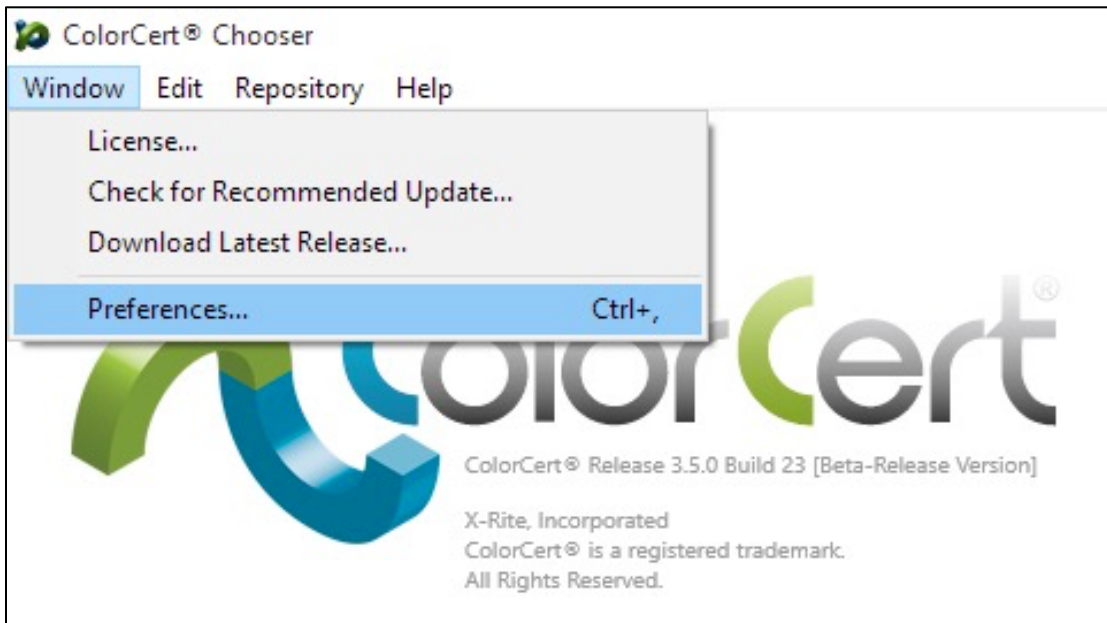 ColorCert® Chooser
Window Edit Repository Help
License...
Check for Recommended Update...
Download Latest Release...
Preferences... Ctrl+,
ColorCert®
ColorCert® Release 3.5.0 Build 23 [Beta-Release Version]
X-Rite, Incorporated
ColorCert® is a registered trademark.
All Rights Reserved.